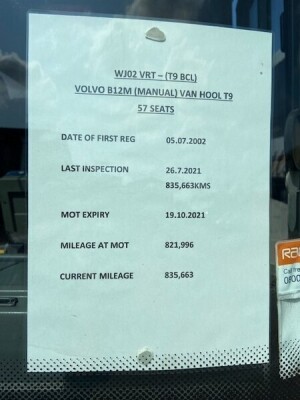 WJ02 VRT – (T9 BCL)
VOLVO B12M (MANUAL) VAN HOOL T9
57 SEATS
DATE OF FIRST REG 05.07.2002
LAST INSPECTION 26.7.2021
835,663KMS
MOT EXPIRY 19.10.2021
MILEAGE AT MOT 821,996
CURRENT MILEAGE 835,663